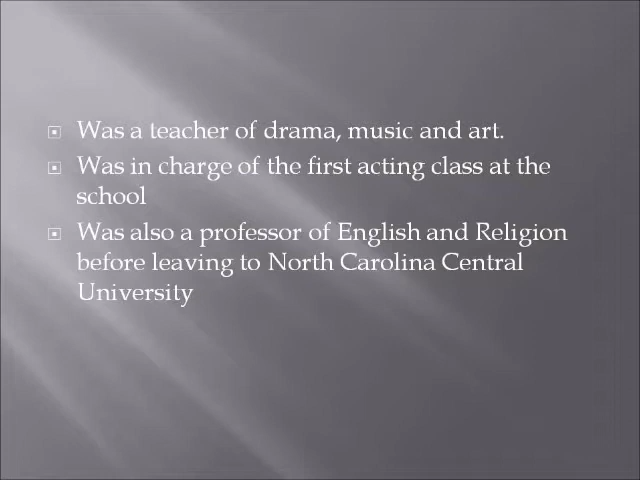 Was a teacher of drama, music and art.
Was in charge of the first acting class at the
school
Was also a professor of English and Religion
before leaving to North Carolina Central
University